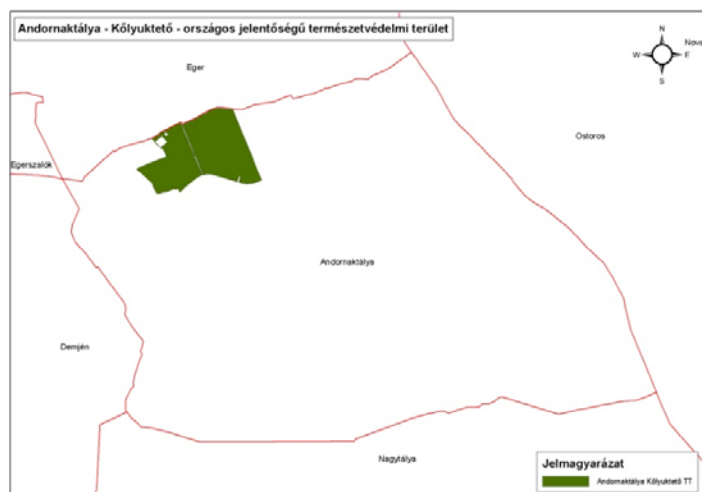 Andornaktálya - Kőlyuktető - országos jelentőségű természetvédelmi terület
N
W
E
S
Nova
Eger
Ostoros
Egerszalók
Andornaktálya
Demjén
Nagytálya
Jelmagyarázat
Andornaktálya Kőlyuktető TT